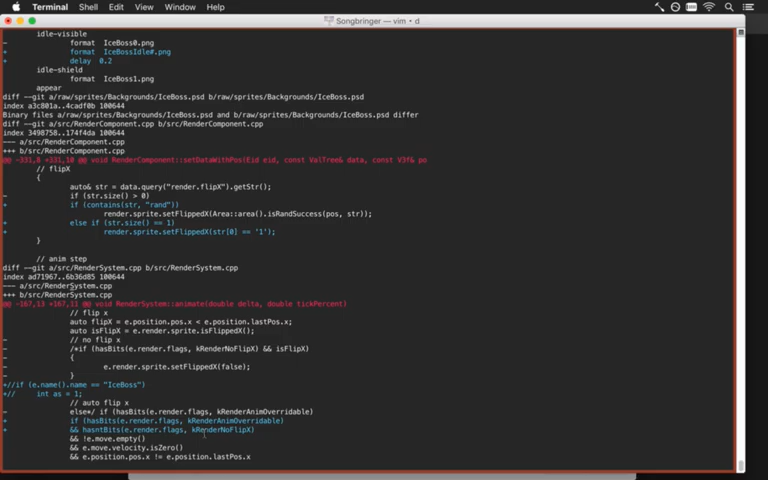 Terminal Shell Edit View Window Help
Songbringer — vim • d
idle-visible
- format IceBoss0.png
+ format IceBossIdle#.png
+ delay 0.2
idle-shield
format IceBoss1.png
appear
diff --git a/raw/sprites/Backgrounds/IceBoss.psd b/raw/sprites/Backgrounds/IceBoss.psd
index a3c801a..4cadf0b 100644
Binary files a/raw/sprites/Backgrounds/IceBoss.psd and b/raw/sprites/Backgrounds/IceBoss.psd differ
diff --git a/src/RenderComponent.cpp b/src/RenderComponent.cpp
index 3498758..174f4da 100644
--- a/src/RenderComponent.cpp
+++ b/src/RenderComponent.cpp
@@ -331,8 +331,10 @@ void RenderComponent::setDataWithPos(Eid eid, const ValTree& data, const V3f& po
// flipX
{
auto& str = data.query("render.flipX").getStr();
- if (str.size() > 0)
+ if (contains(str, "rand"))
render.sprite.setFlippedX(Area::area().isRandSuccess(pos, str));
+ else if (str.size() == 1)
+ render.sprite.setFlippedX(str[0] == '1');
}
// anim step
diff --git a/src/RenderSystem.cpp b/src/RenderSystem.cpp
index ad71967..6b36d85 100644
--- a/src/RenderSystem.cpp
+++ b/src/RenderSystem.cpp
@@ -167,13 +167,11 @@ void RenderSystem::animate(double delta, double tickPercent)
// flip x
auto flipX = e.position.pos.x < e.position.lastPos.x;
auto isFlipX = e.render.sprite.isFlippedX();
- // no flip x
- /*if (hasBits(e.render.flags, kRenderNoFlipX) && isFlipX)
- {
- e.render.sprite.setFlippedX(false);
- }
+//if (e.name().name == "IceBoss")
+// int as = 1;
// auto flip x
- else*/ if (hasBits(e.render.flags, kRenderAnimOverridable)
+ if (hasBits(e.render.flags, kRenderAnimOverridable)
+ && hasntBits(e.render.flags, kRenderNoFlipX)
&& !e.move.empty()
&& e.move.velocity.isZero()
&& e.position.pos.x != e.position.lastPos.x